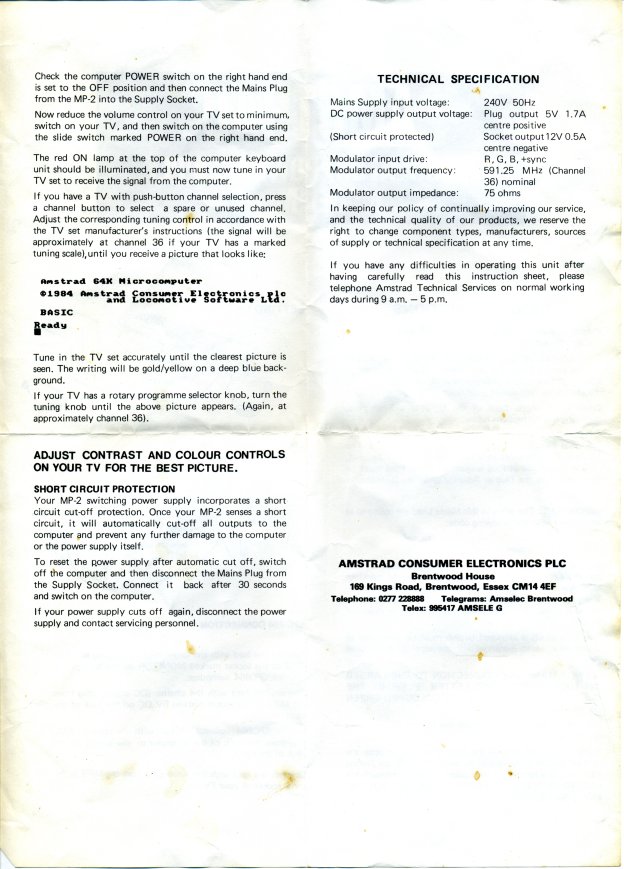 Check the computer POWER switch on the right hand end
is set to the OFF position and then connect the Mains Plug
from the MP-2 into the Supply Socket.
Now reduce the volume control on your TV set to minimum,
switch on your TV, and then switch on the computer using
the slide switch marked POWER on the right hand end.
The red ON lamp at the top of the computer keyboard
unit should be illuminated, and you must now tune in your
TV set to receive the signal from the computer.
If you have a TV with push-button channel selection, press
a channel button to select a spare or unused channel.
Adjust the corresponding tuning control in accordance with
the TV set manufacturer's instructions (the signal will be
approximately at channel 36 if your TV has a marked
tuning scale), until you receive a picture that looks like:
Amstrad 64K Microcomputer
©1984 Amstrad Consumer Electronics plc
and Locomotive Software Ltd.
BASIC
Ready
Tune in the TV set accurately until the clearest picture is
seen. The writing will be gold/yellow on a deep blue back-
ground.
If your TV has a rotary programme selector knob, turn the
tuning knob until the above picture appears. (Again, at
approximately channel 36).
ADJUST CONTRAST AND COLOUR CONTROLS
ON YOUR TV FOR THE BEST PICTURE.
SHORT CIRCUIT PROTECTION
Your MP-2 switching power supply incorporates a short
circuit cut-off protection. Once your MP-2 senses a short
circuit, it will automatically cut-off all outputs to the
computer and prevent any further damage to the computer
or the power supply itself.
To reset the power supply after automatic cut off, switch
off the computer and then disconnect the Mains Plug from
the Supply Socket. Connect it back after 30 seconds
and switch on the computer.
If your power supply cuts off again, disconnect the power
supply and contact servicing personnel.
TECHNICAL SPECIFICATION
Mains Supply input voltage: 240V 50Hz
DC power supply output voltage: Plug output 5V 1.7A
centre positive
(Short circuit protected) Socket output 12V 0.5A
centre negative
Modulator input drive: R, G, B, +sync
Modulator output frequency: 591.25 MHz (Channel
36) nominal
Modulator output impedance: 75 ohms
In keeping our policy of continually improving our service,
and the technical quality of our products, we reserve the
right to change component types, manufacturers, sources
of supply or technical specification at any time.
If you have any difficulties in operating this unit after
having carefully read this instruction sheet, please
telephone Amstrad Technical Services on normal working
days during 9 a.m. – 5 p.m.
AMSTRAD CONSUMER ELECTRONICS PLC
Brentwood House
169 Kings Road, Brentwood, Essex CM14 4EF
Telephone: 0277 228888 Telegrams: Amselec Brentwood
Telex: 995417 AMSELE G